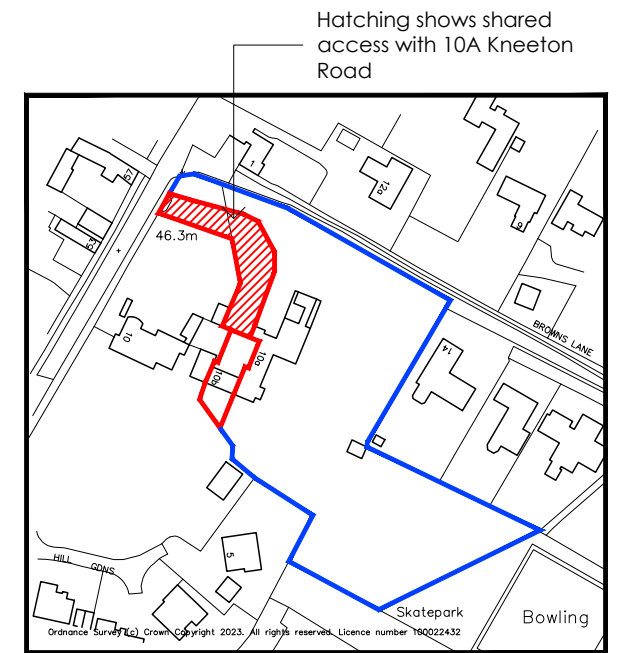 Hatching shows shared
access with 10A Kneeton
Road
57
1
12a
6
53
46.3m
BROWNS LANE
10
10a
14
10b
5
HILL GDNS
Skatepark
Bowling
Ordnance Survey (c) Crown Copyright 2023. All rights reserved. Licence number 100022432